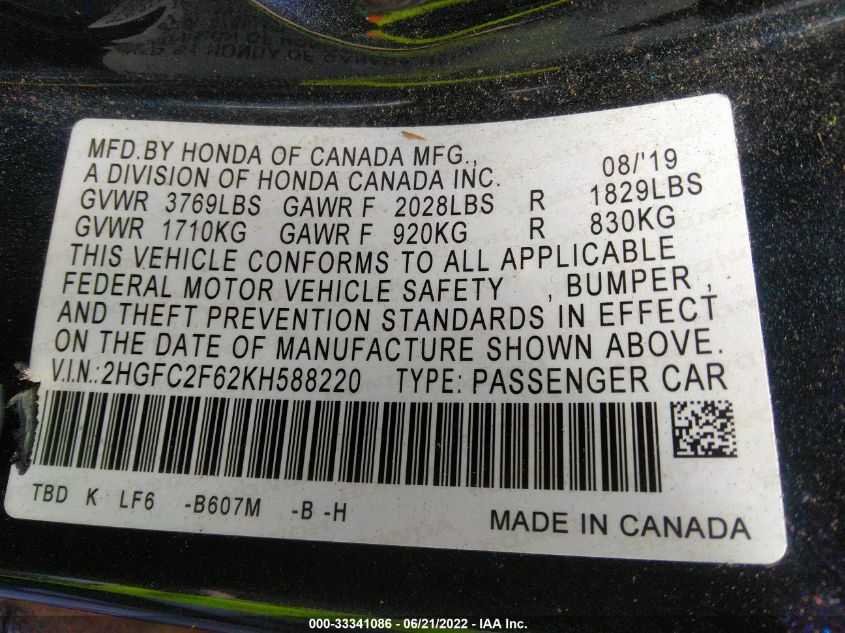 MFD.BY HONDA OF CANADA MFG., 08/'19
A DIVISION OF HONDA CANADA INC.
GVWR 3769LBS GAWR F 2028LBS R 1829LBS
GVWR 1710KG GAWR F 920KG R 830KG
THIS VEHICLE CONFORMS TO ALL APPLICABLE
FEDERAL MOTOR VEHICLE SAFETY , BUMPER ,
AND THEFT PREVENTION STANDARDS IN EFFECT
ON THE DATE OF MANUFACTURE SHOWN ABOVE.
V.I.N.:2HGFC2F62KH588220 TYPE: PASSENGER CAR
TBD K LF6 -B607M -B -H MADE IN CANADA
000-33341086 - 06/21/2022 - IAA Inc.